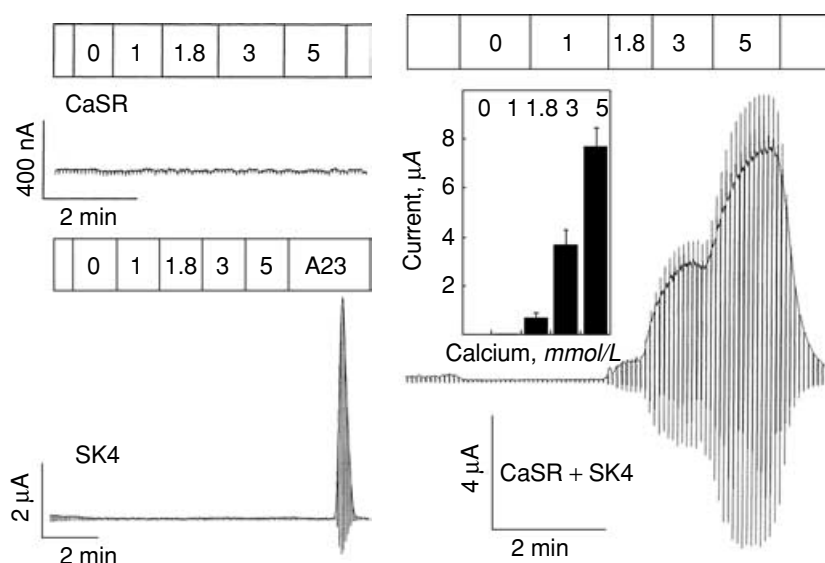 0 1 1.8 3 5
CaSR
400 nA
2 min
0 1 1.8 3 5 A23
SK4
2 µA
2 min
0 1 1.8 3 5
0 1 1.8 3 5
8
6
4
2
Current, µA
Calcium, mmol/L
4 µA
CaSR + SK4
2 min